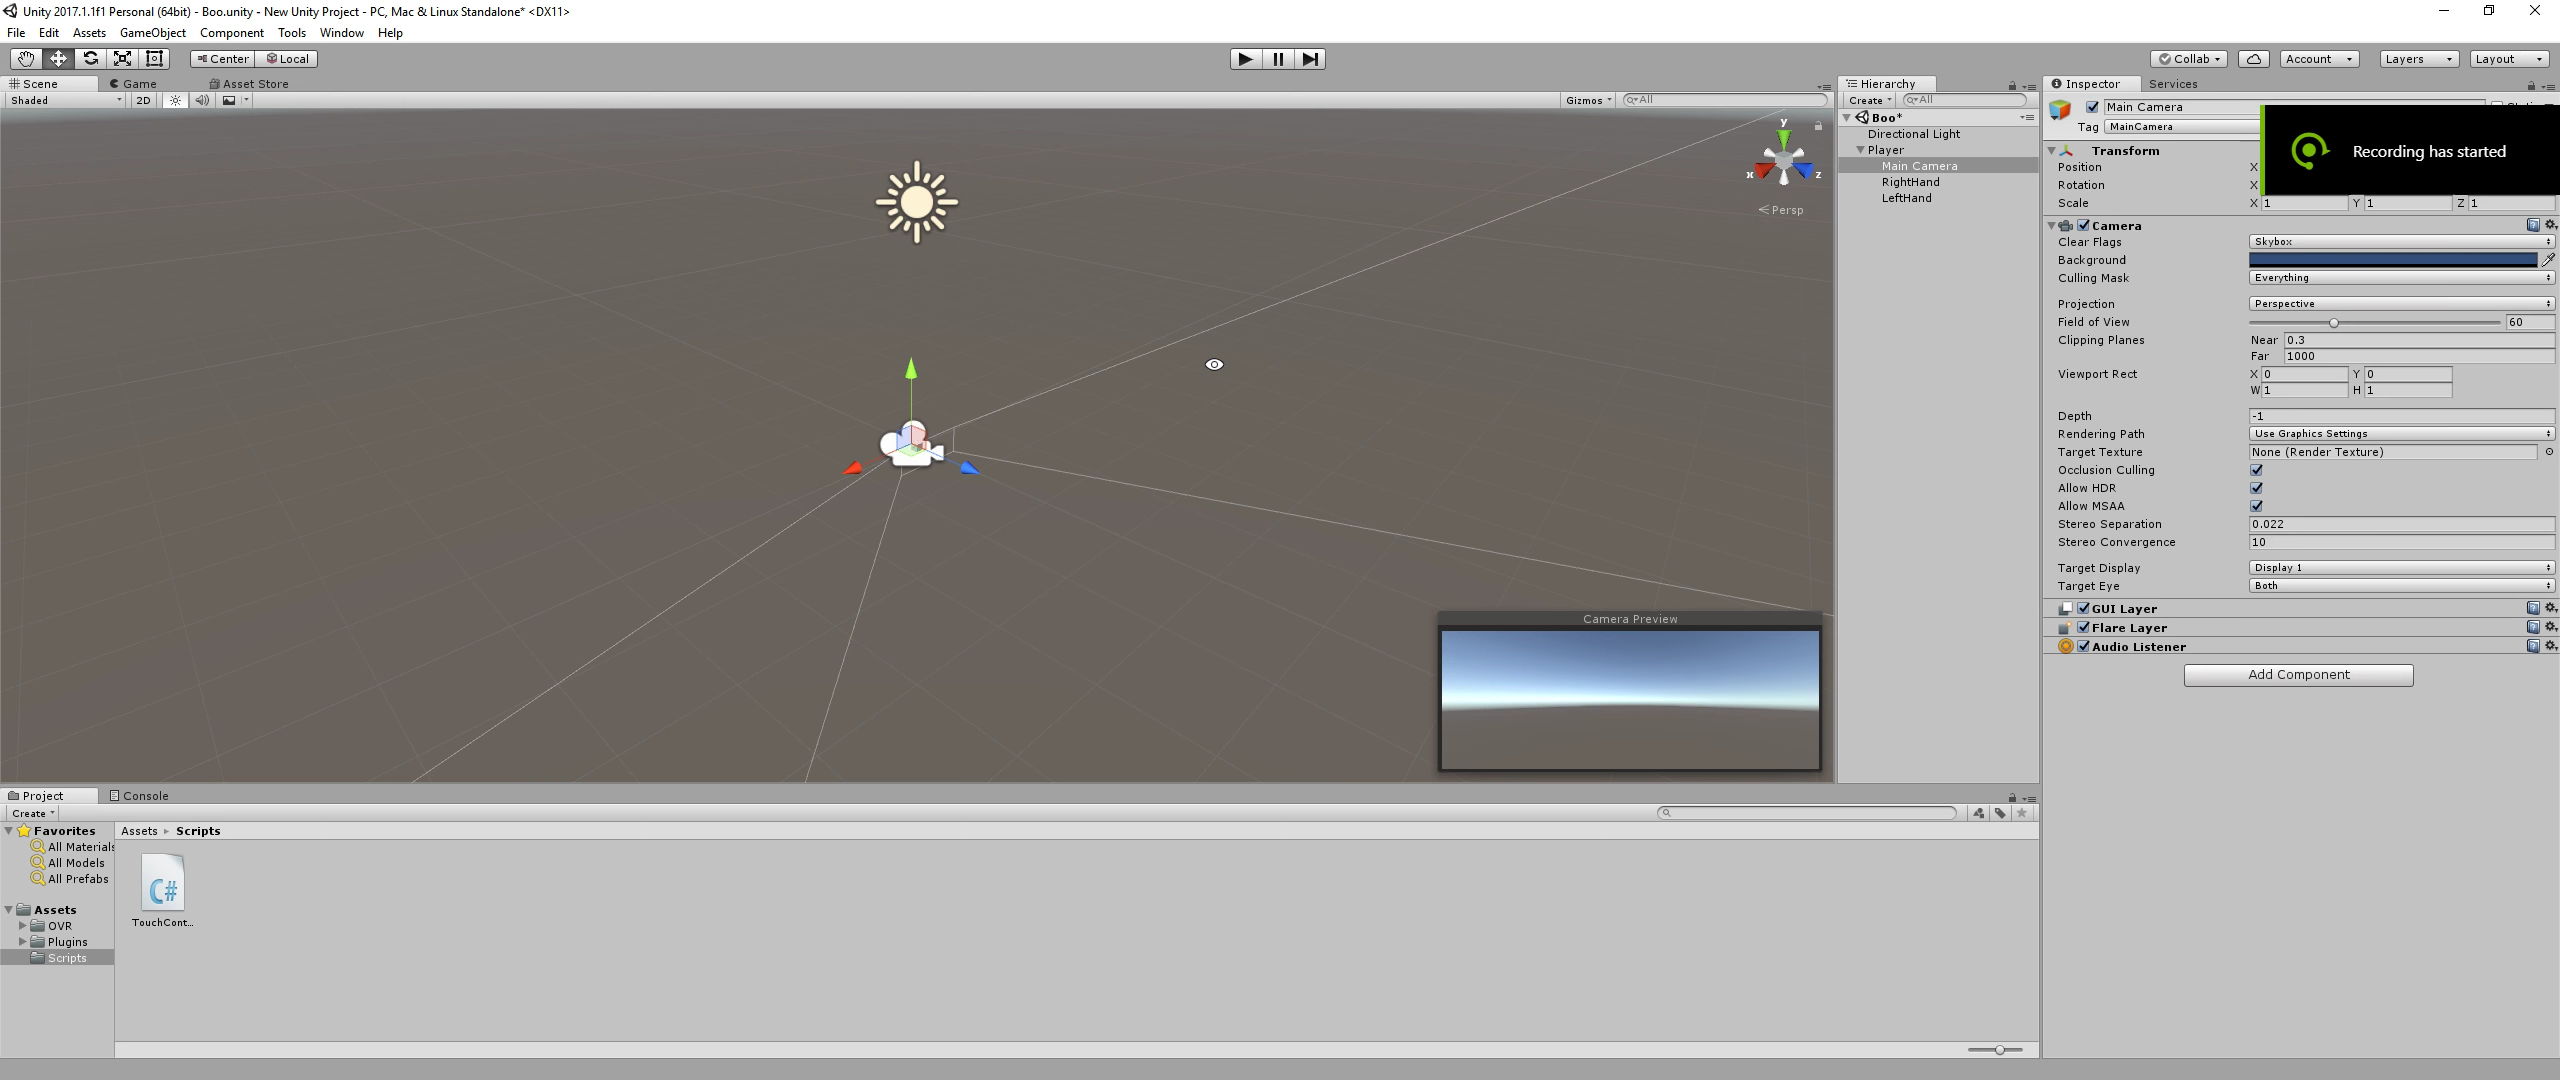 Unity 2017.1.1f1 Personal (64bit) - Boo.unity - New Unity Project - PC, Mac & Linux Standalone* <DX11>
File Edit Assets GameObject Component Tools Window Help
Center Local
Collab Account Layers Layout
Scene Game Asset Store
Shaded 2D Gizmos All
y
x z
Persp
Camera Preview
Hierarchy
Create All
Boo*
Directional Light
Player
Main Camera
RightHand
LeftHand
Inspector Services
Main Camera
Tag MainCamera
Recording has started
Transform
Position X
Rotation X
Scale X 1 Y 1 Z 1
Camera
Clear Flags Skybox
Background
Culling Mask Everything
Projection Perspective
Field of View 60
Clipping Planes Near 0.3
Far 1000
Viewport Rect X 0 Y 0
W 1 H 1
Depth -1
Rendering Path Use Graphics Settings
Target Texture None (Render Texture)
Occlusion Culling
Allow HDR
Allow MSAA
Stereo Separation 0.022
Stereo Convergence 10
Target Display Display 1
Target Eye Both
GUI Layer
Flare Layer
Audio Listener
Add Component
Project Console
Create
Favorites
All Materials
All Models
All Prefabs
Assets
OVR
Plugins
Scripts
Assets Scripts
C#
TouchCont...